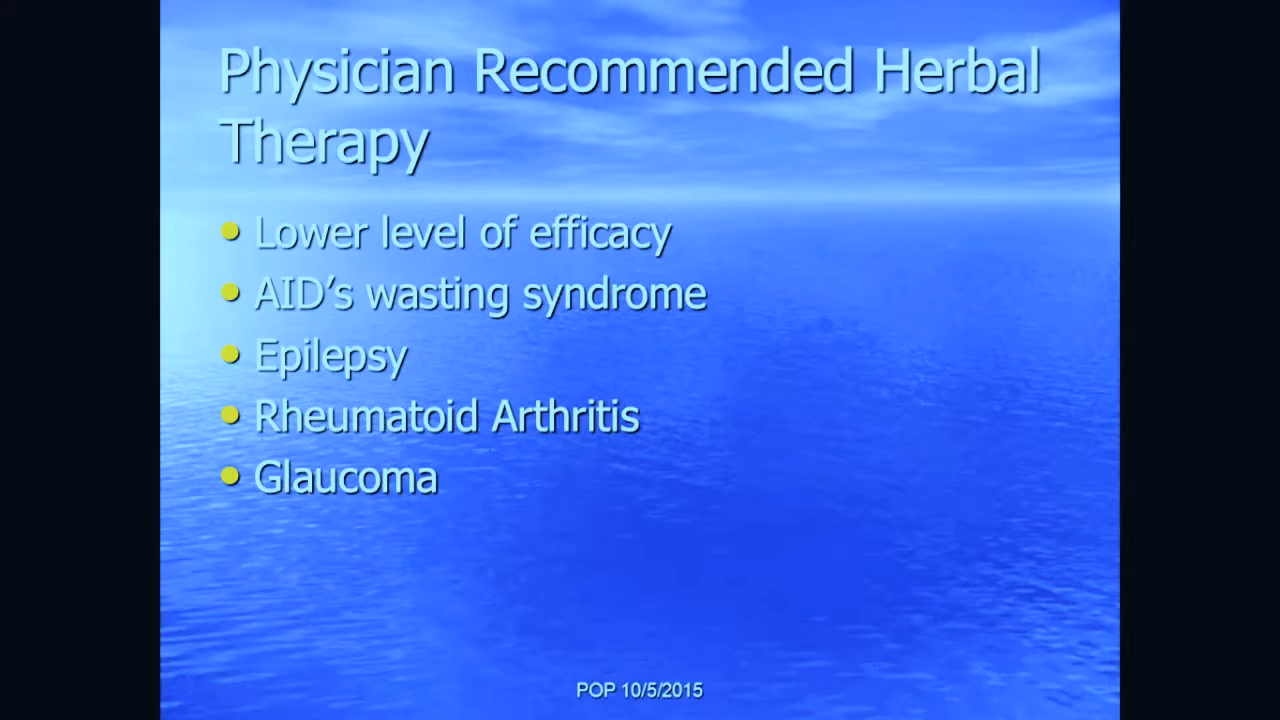 Physician Recommended Herbal
Therapy
• Lower level of efficacy
• AID’s wasting syndrome
• Epilepsy
• Rheumatoid Arthritis
• Glaucoma
POP 10/5/2015